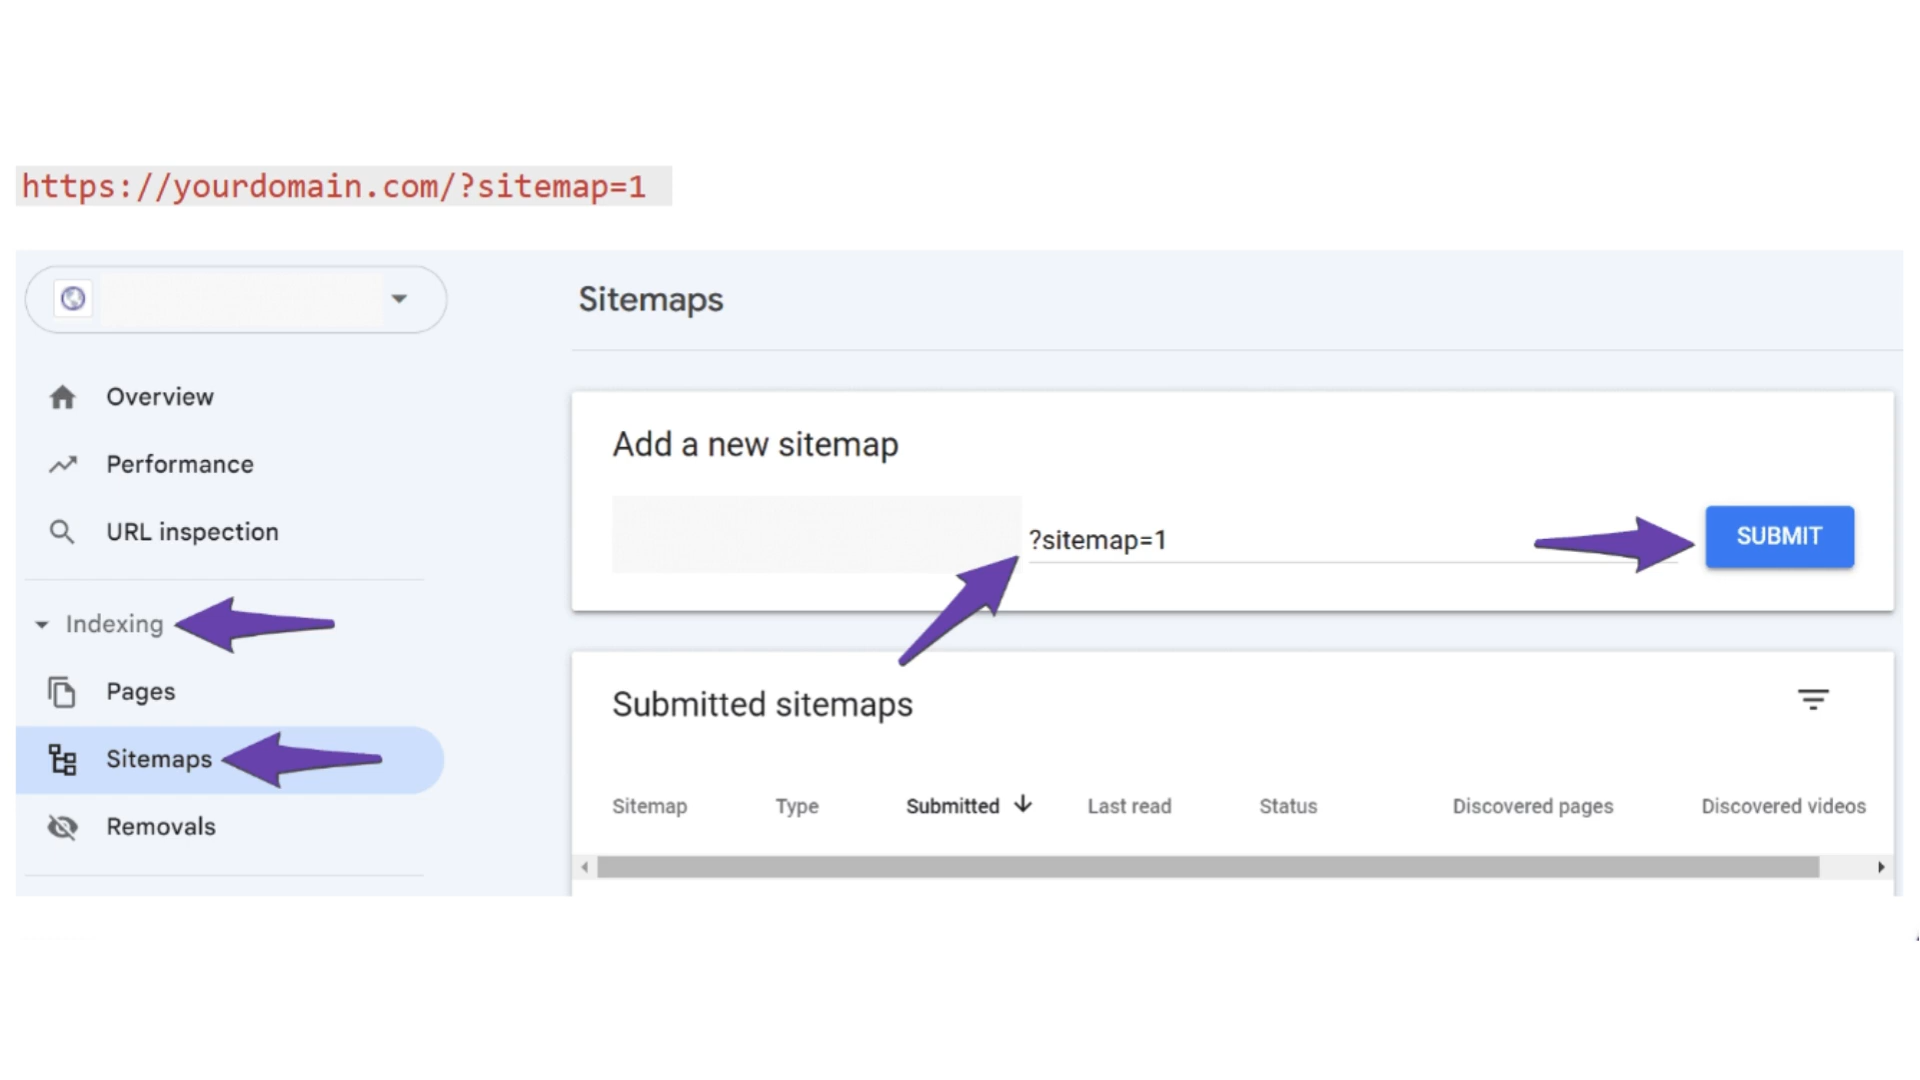 https://yourdomain.com/?sitemap=1
Sitemaps
Overview
Performance
URL inspection
Indexing
Pages
Sitemaps
Removals
Add a new sitemap
?sitemap=1
SUBMIT
Submitted sitemaps
Sitemap Type Submitted Last read Status Discovered pages Discovered videos